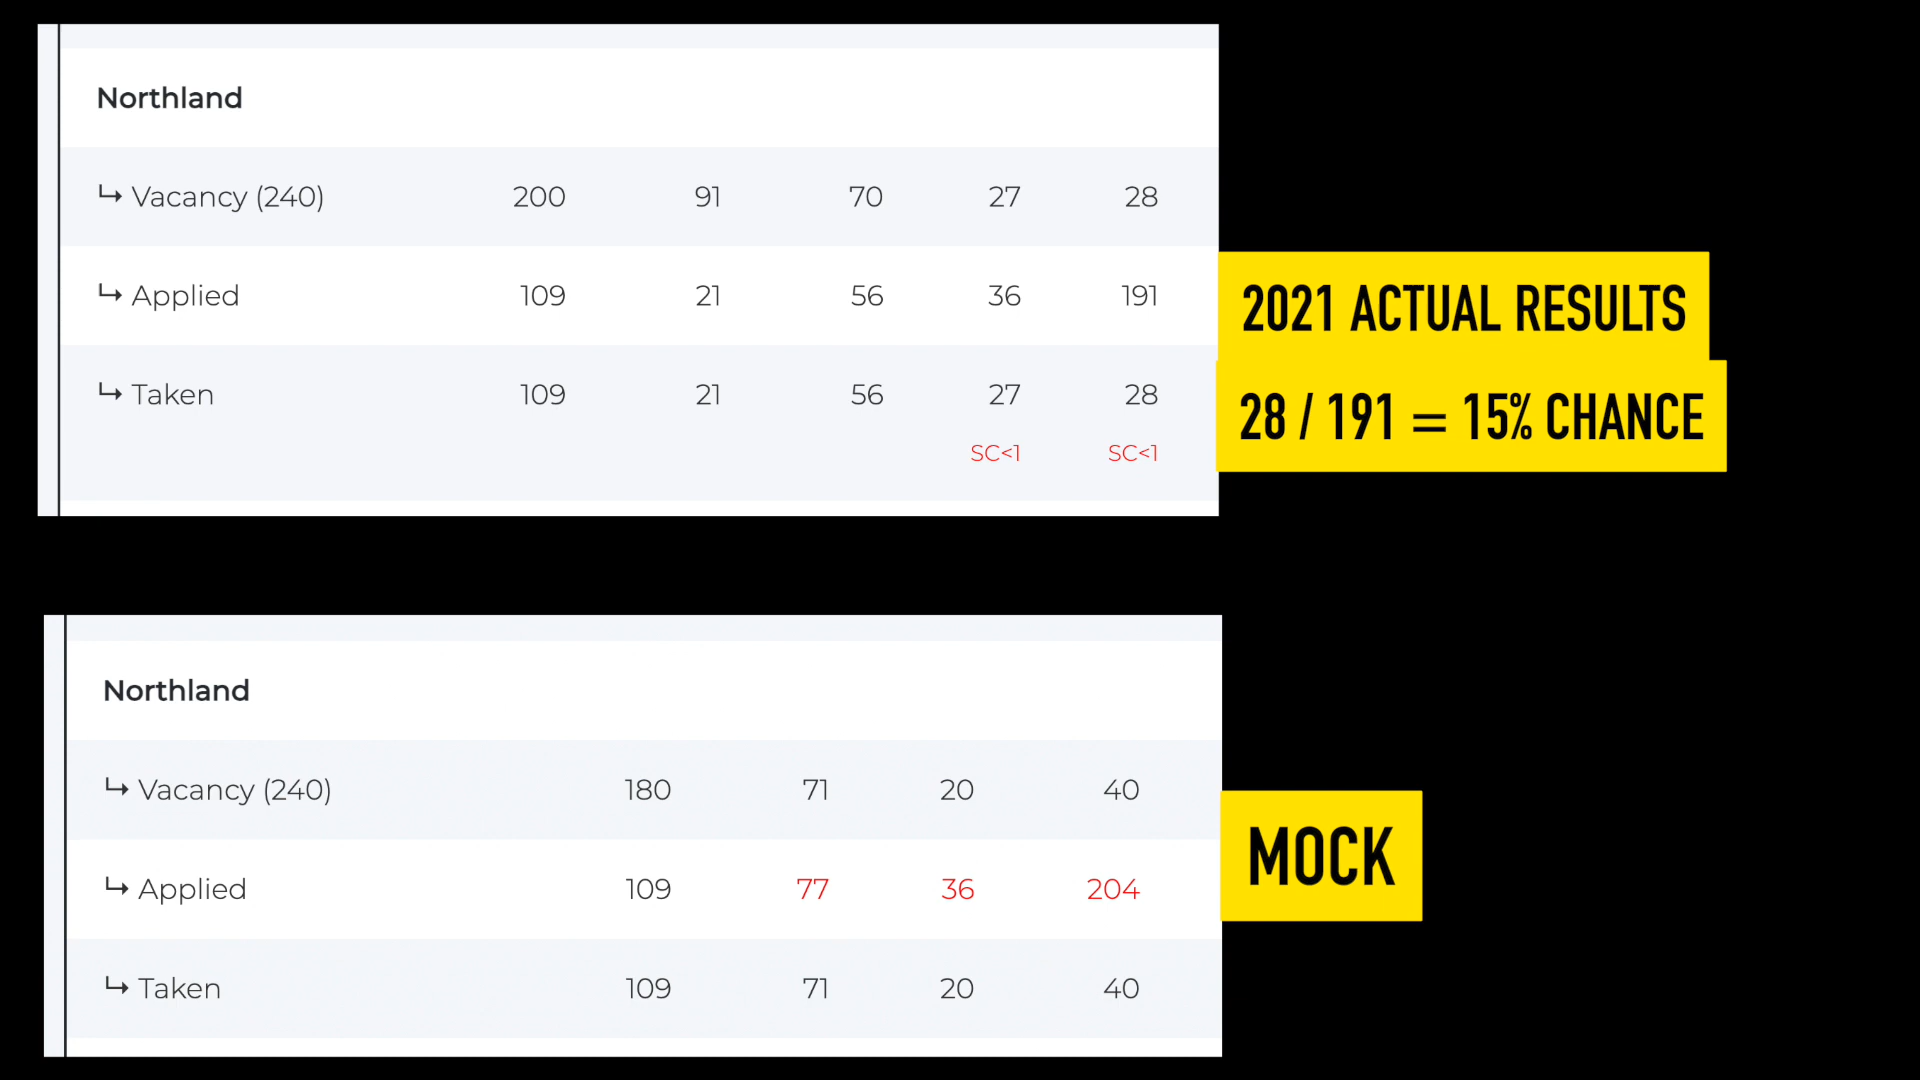 Northland
↳ Vacancy (240) 200 91 70 27 28
↳ Applied 109 21 56 36 191
↳ Taken 109 21 56 27 28
SC<1 SC<1
2021 ACTUAL RESULTS
28 / 191 = 15% CHANCE
Northland
↳ Vacancy (240) 180 71 20 40
↳ Applied 109 77 36 204
↳ Taken 109 71 20 40
MOCK